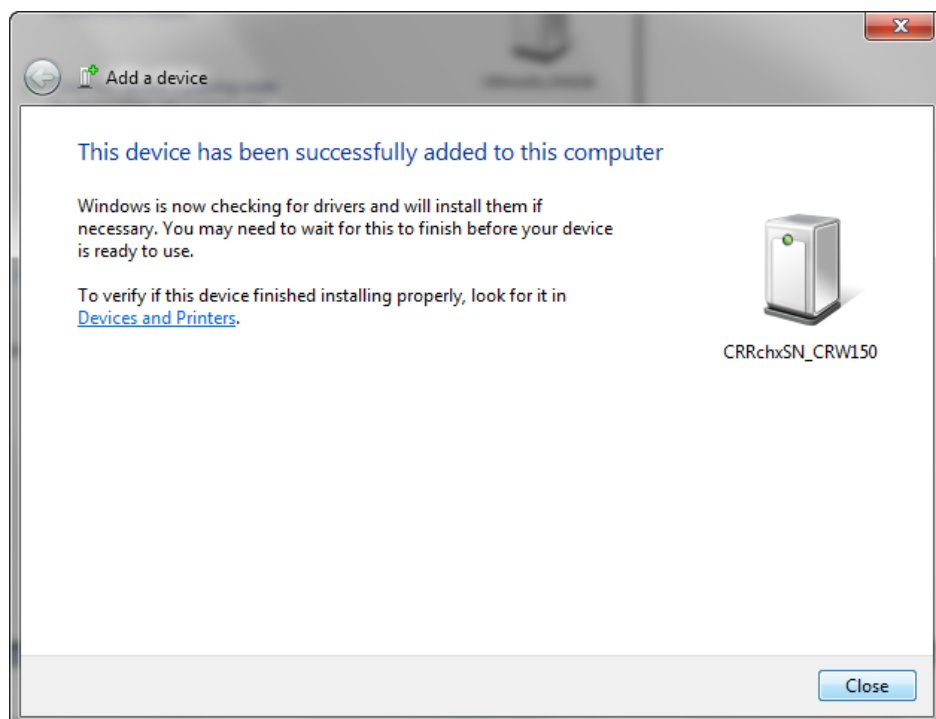 Add a device
This device has been successfully added to this computer
Windows is now checking for drivers and will install them if
necessary. You may need to wait for this to finish before your device
is ready to use.
To verify if this device finished installing properly, look for it in
Devices and Printers.
CRRchxSN_CRW150
Close